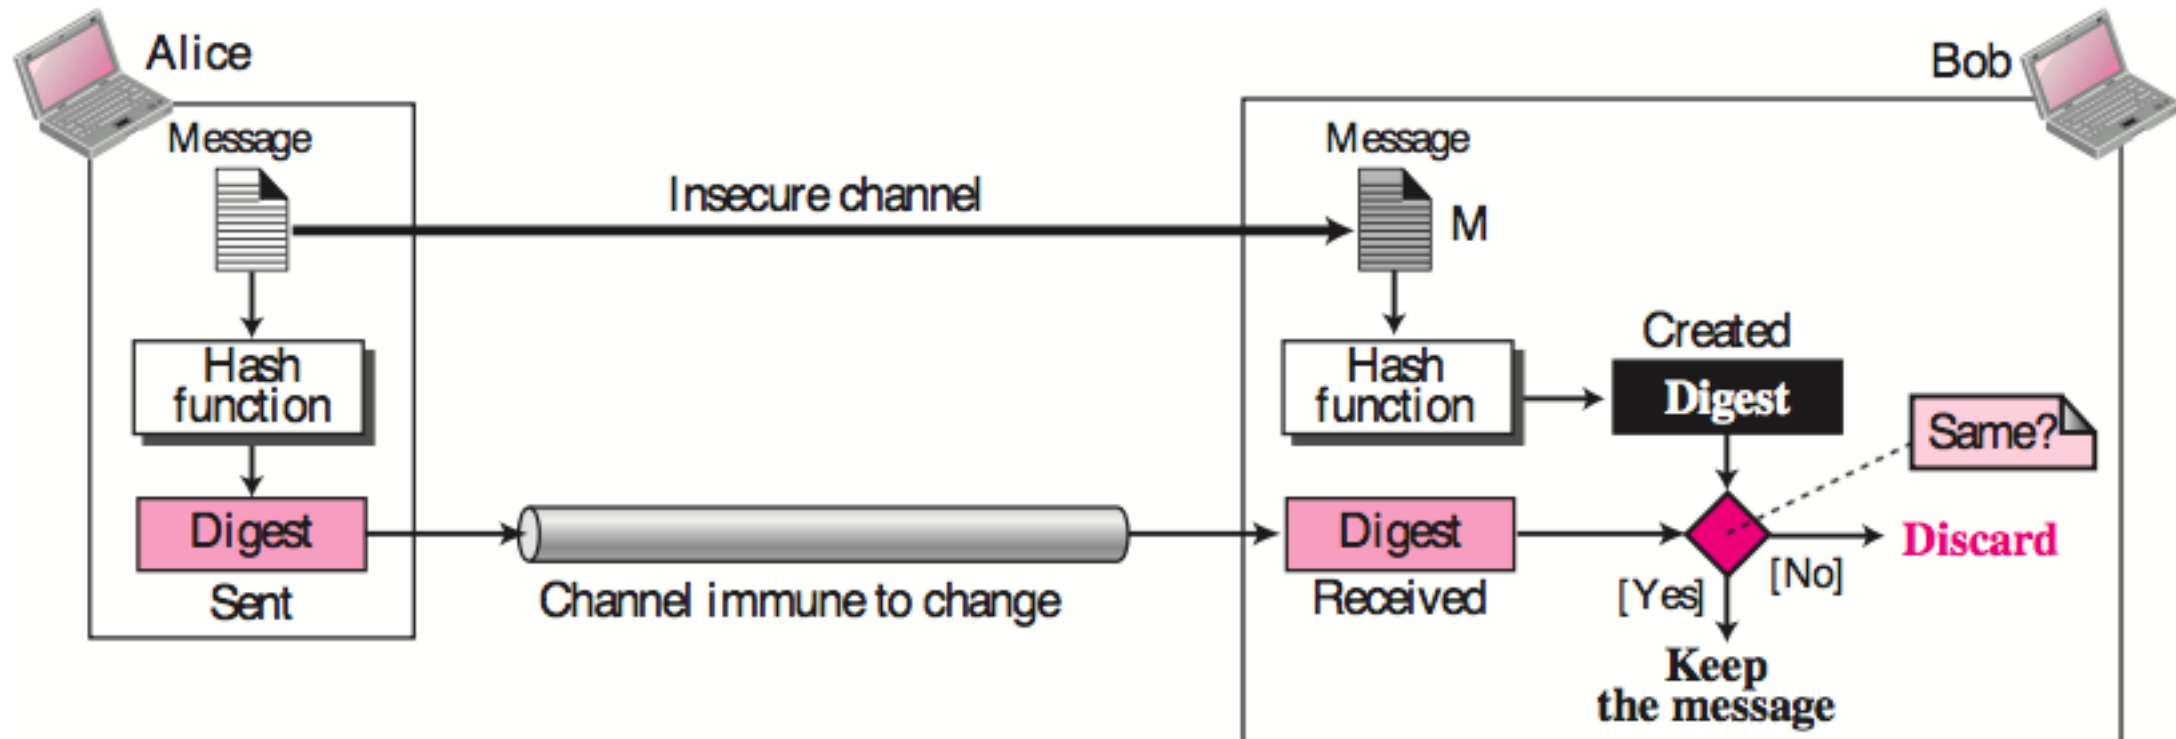 Alice
Bob
Message
Message
Insecure channel
M
Hash
function
Hash
function
Created
Digest
Same?
Digest
Digest
Discard
Sent
Channel immune to change
Received
[Yes]
[No]
Keep
the message